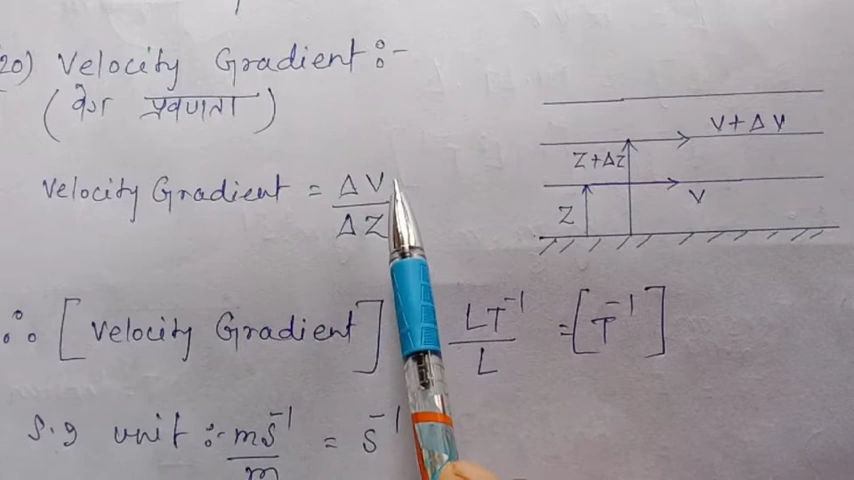 20) Velocity Gradient :-
(वेग प्रवणता)
Velocity Gradient = ΔV / ΔZ
V+ΔV
Z+ΔZ
V
Z
∴ [Velocity Gradient] LT⁻¹ / L = [T⁻¹]
S.I unit :- ms⁻¹ / m = s⁻¹